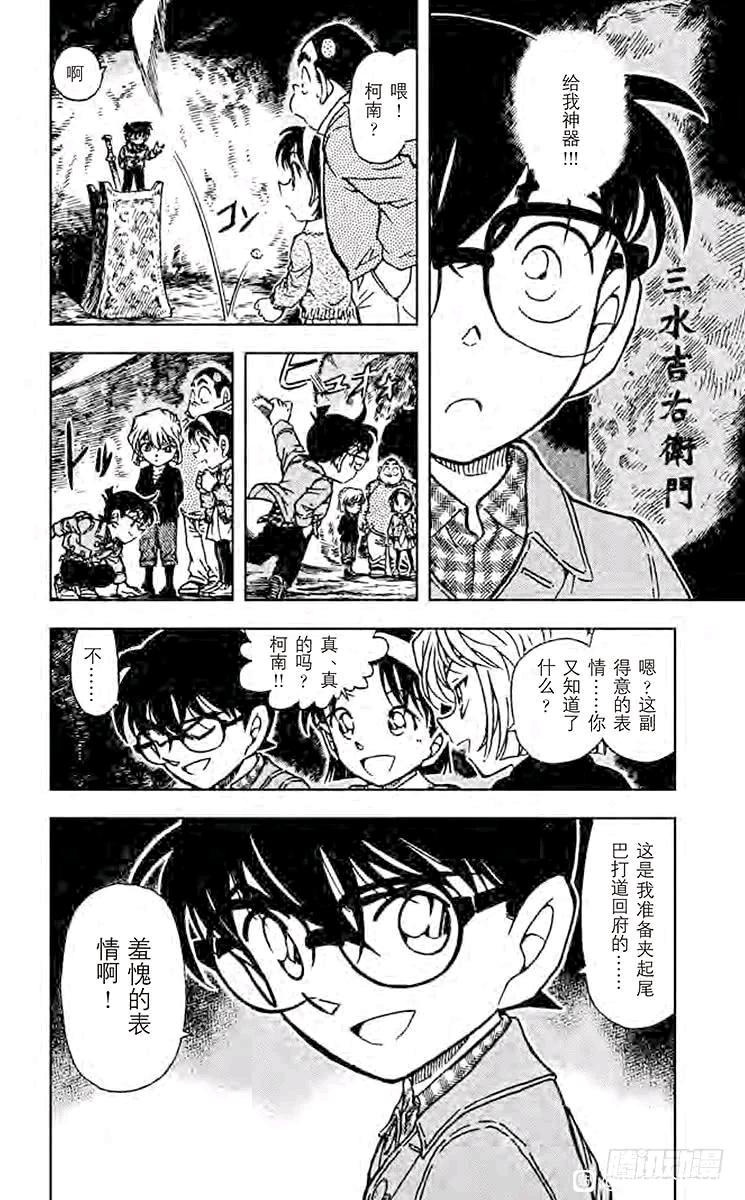 给我神器!!!
三水吉右衛門
喂！
柯南？
啊
コン
ビュオオ
ドッ
嗯？这副
得意的表
情……你
又知道了
什么？
真、真
的吗？
柯南!!
不……
这是我准备夹起尾
巴打道回府的……
羞愧的表
情啊！
腾讯动漫